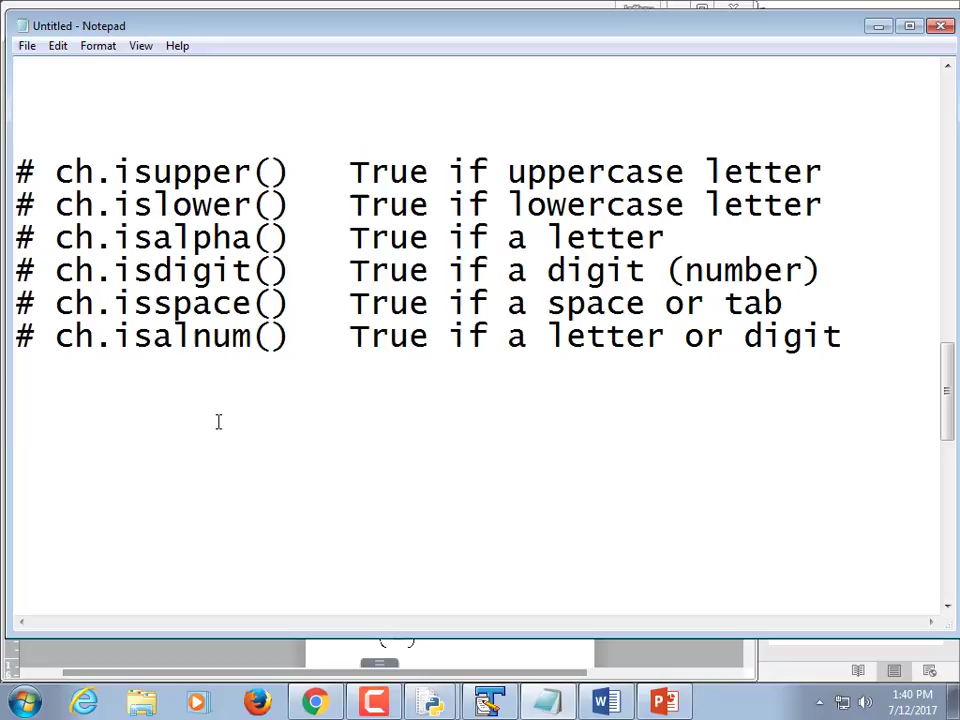 Untitled - Notepad
File Edit Format View Help
# ch.isupper() True if uppercase letter
# ch.islower() True if lowercase letter
# ch.isalpha() True if a letter
# ch.isdigit() True if a digit (number)
# ch.isspace() True if a space or tab
# ch.isalnum() True if a letter or digit
1:40 PM
7/12/2017